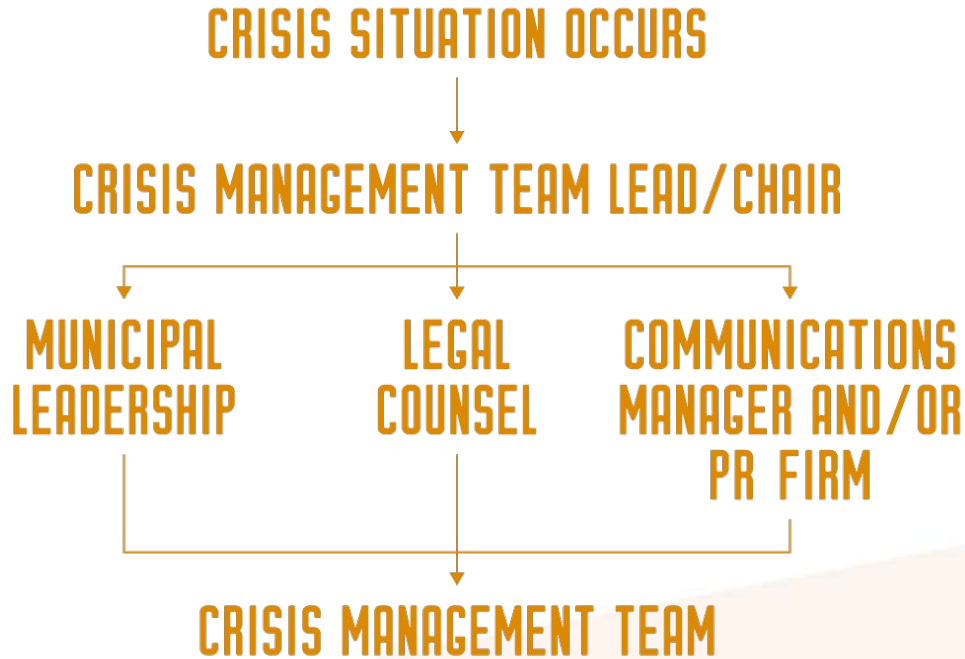 CRISIS SITUATION OCCURS
CRISIS MANAGEMENT TEAM LEAD/CHAIR
MUNICIPAL
LEADERSHIP
LEGAL
COUNSEL
COMMUNICATIONS
MANAGER AND/OR
PR FIRM
CRISIS MANAGEMENT TEAM